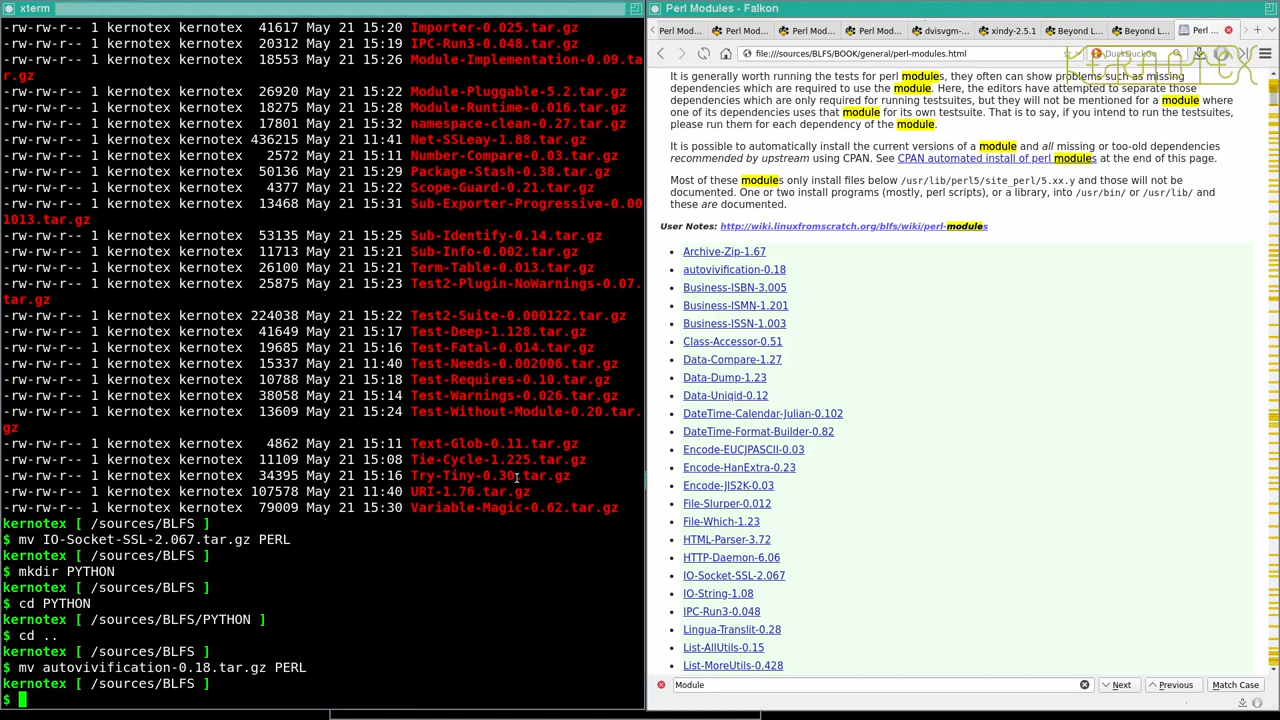 xterm
-rw-rw-r-- 1 kernotex kernotex  41617 May 21 15:20 Importer-0.025.tar.gz
-rw-rw-r-- 1 kernotex kernotex  20312 May 21 15:19 IPC-Run3-0.048.tar.gz
-rw-rw-r-- 1 kernotex kernotex  18553 May 21 15:26 Module-Implementation-0.09.ta
r.gz
-rw-rw-r-- 1 kernotex kernotex  26920 May 21 15:22 Module-Pluggable-5.2.tar.gz
-rw-rw-r-- 1 kernotex kernotex  18275 May 21 15:28 Module-Runtime-0.016.tar.gz
-rw-rw-r-- 1 kernotex kernotex  17801 May 21 15:32 namespace-clean-0.27.tar.gz
-rw-rw-r-- 1 kernotex kernotex 436215 May 21 11:41 Net-SSLeay-1.88.tar.gz
-rw-rw-r-- 1 kernotex kernotex   2572 May 21 15:11 Number-Compare-0.03.tar.gz
-rw-rw-r-- 1 kernotex kernotex  50136 May 21 15:29 Package-Stash-0.38.tar.gz
-rw-rw-r-- 1 kernotex kernotex   4377 May 21 15:22 Scope-Guard-0.21.tar.gz
-rw-rw-r-- 1 kernotex kernotex  13468 May 21 15:31 Sub-Exporter-Progressive-0.00
1013.tar.gz
-rw-rw-r-- 1 kernotex kernotex  53135 May 21 15:25 Sub-Identify-0.14.tar.gz
-rw-rw-r-- 1 kernotex kernotex  11713 May 21 15:21 Sub-Info-0.002.tar.gz
-rw-rw-r-- 1 kernotex kernotex  26100 May 21 15:21 Term-Table-0.013.tar.gz
-rw-rw-r-- 1 kernotex kernotex  25875 May 21 15:23 Test2-Plugin-NoWarnings-0.07.
tar.gz
-rw-rw-r-- 1 kernotex kernotex 224038 May 21 15:22 Test2-Suite-0.000122.tar.gz
-rw-rw-r-- 1 kernotex kernotex  41649 May 21 15:17 Test-Deep-1.128.tar.gz
-rw-rw-r-- 1 kernotex kernotex  19685 May 21 15:16 Test-Fatal-0.014.tar.gz
-rw-rw-r-- 1 kernotex kernotex  15337 May 21 11:40 Test-Needs-0.002006.tar.gz
-rw-rw-r-- 1 kernotex kernotex  10788 May 21 15:18 Test-Requires-0.10.tar.gz
-rw-rw-r-- 1 kernotex kernotex  38058 May 21 15:14 Test-Warnings-0.026.tar.gz
-rw-rw-r-- 1 kernotex kernotex  13609 May 21 15:24 Test-Without-Module-0.20.tar.
gz
-rw-rw-r-- 1 kernotex kernotex   4862 May 21 15:11 Text-Glob-0.11.tar.gz
-rw-rw-r-- 1 kernotex kernotex  11109 May 21 15:08 Tie-Cycle-1.225.tar.gz
-rw-rw-r-- 1 kernotex kernotex  34395 May 21 15:16 Try-Tiny-0.30.tar.gz
-rw-rw-r-- 1 kernotex kernotex 107578 May 21 11:40 URI-1.76.tar.gz
-rw-rw-r-- 1 kernotex kernotex  79009 May 21 15:30 Variable-Magic-0.62.tar.gz
kernotex [ /sources/BLFS ]
$ mv IO-Socket-SSL-2.067.tar.gz PERL
kernotex [ /sources/BLFS ]
$ mkdir PYTHON
kernotex [ /sources/BLFS ]
$ cd PYTHON
kernotex [ /sources/BLFS/PYTHON ]
$ cd ..
kernotex [ /sources/BLFS ]
$ mv autovivification-0.18.tar.gz PERL
kernotex [ /sources/BLFS ]
$
Perl Modules - Falkon
Perl Mod... Perl Mod... Perl Mod... Perl Mod... dvisvgm-... xindy-2.5.1 Beyond L... Beyond L... Perl ...
file:///sources/BLFS/BOOK/general/perl-modules.html
DuckDuckGo
KERNOTEX
It is generally worth running the tests for perl modules, they often can show problems such as missing
dependencies which are required to use the module. Here, the editors have attempted to separate those
dependencies which are only required for running testsuites, but they will not be mentioned for a module where
one of its dependencies uses that module for its own testsuite. That is to say, if you intend to run the testsuites,
please run them for each dependency of the module.
It is possible to automatically install the current versions of a module and all missing or too-old dependencies
recommended by upstream using CPAN. See CPAN automated install of perl modules at the end of this page.
Most of these modules only install files below /usr/lib/perl5/site_perl/5.xx.y and those will not be
documented. One or two install programs (mostly, perl scripts), or a library, into /usr/bin/ or /usr/lib/ and
these are documented.
User Notes: http://wiki.linuxfromscratch.org/blfs/wiki/perl-modules
• Archive-Zip-1.67
• autovivification-0.18
• Business-ISBN-3.005
• Business-ISMN-1.201
• Business-ISSN-1.003
• Class-Accessor-0.51
• Data-Compare-1.27
• Data-Dump-1.23
• Data-Uniqid-0.12
• DateTime-Calendar-Julian-0.102
• DateTime-Format-Builder-0.82
• Encode-EUCJPASCII-0.03
• Encode-HanExtra-0.23
• Encode-JIS2K-0.03
• File-Slurper-0.012
• File-Which-1.23
• HTML-Parser-3.72
• HTTP-Daemon-6.06
• IO-Socket-SSL-2.067
• IO-String-1.08
• IPC-Run3-0.048
• Lingua-Translit-0.28
• List-AllUtils-0.15
• List-MoreUtils-0.428
Module
Next
Previous
Match Case